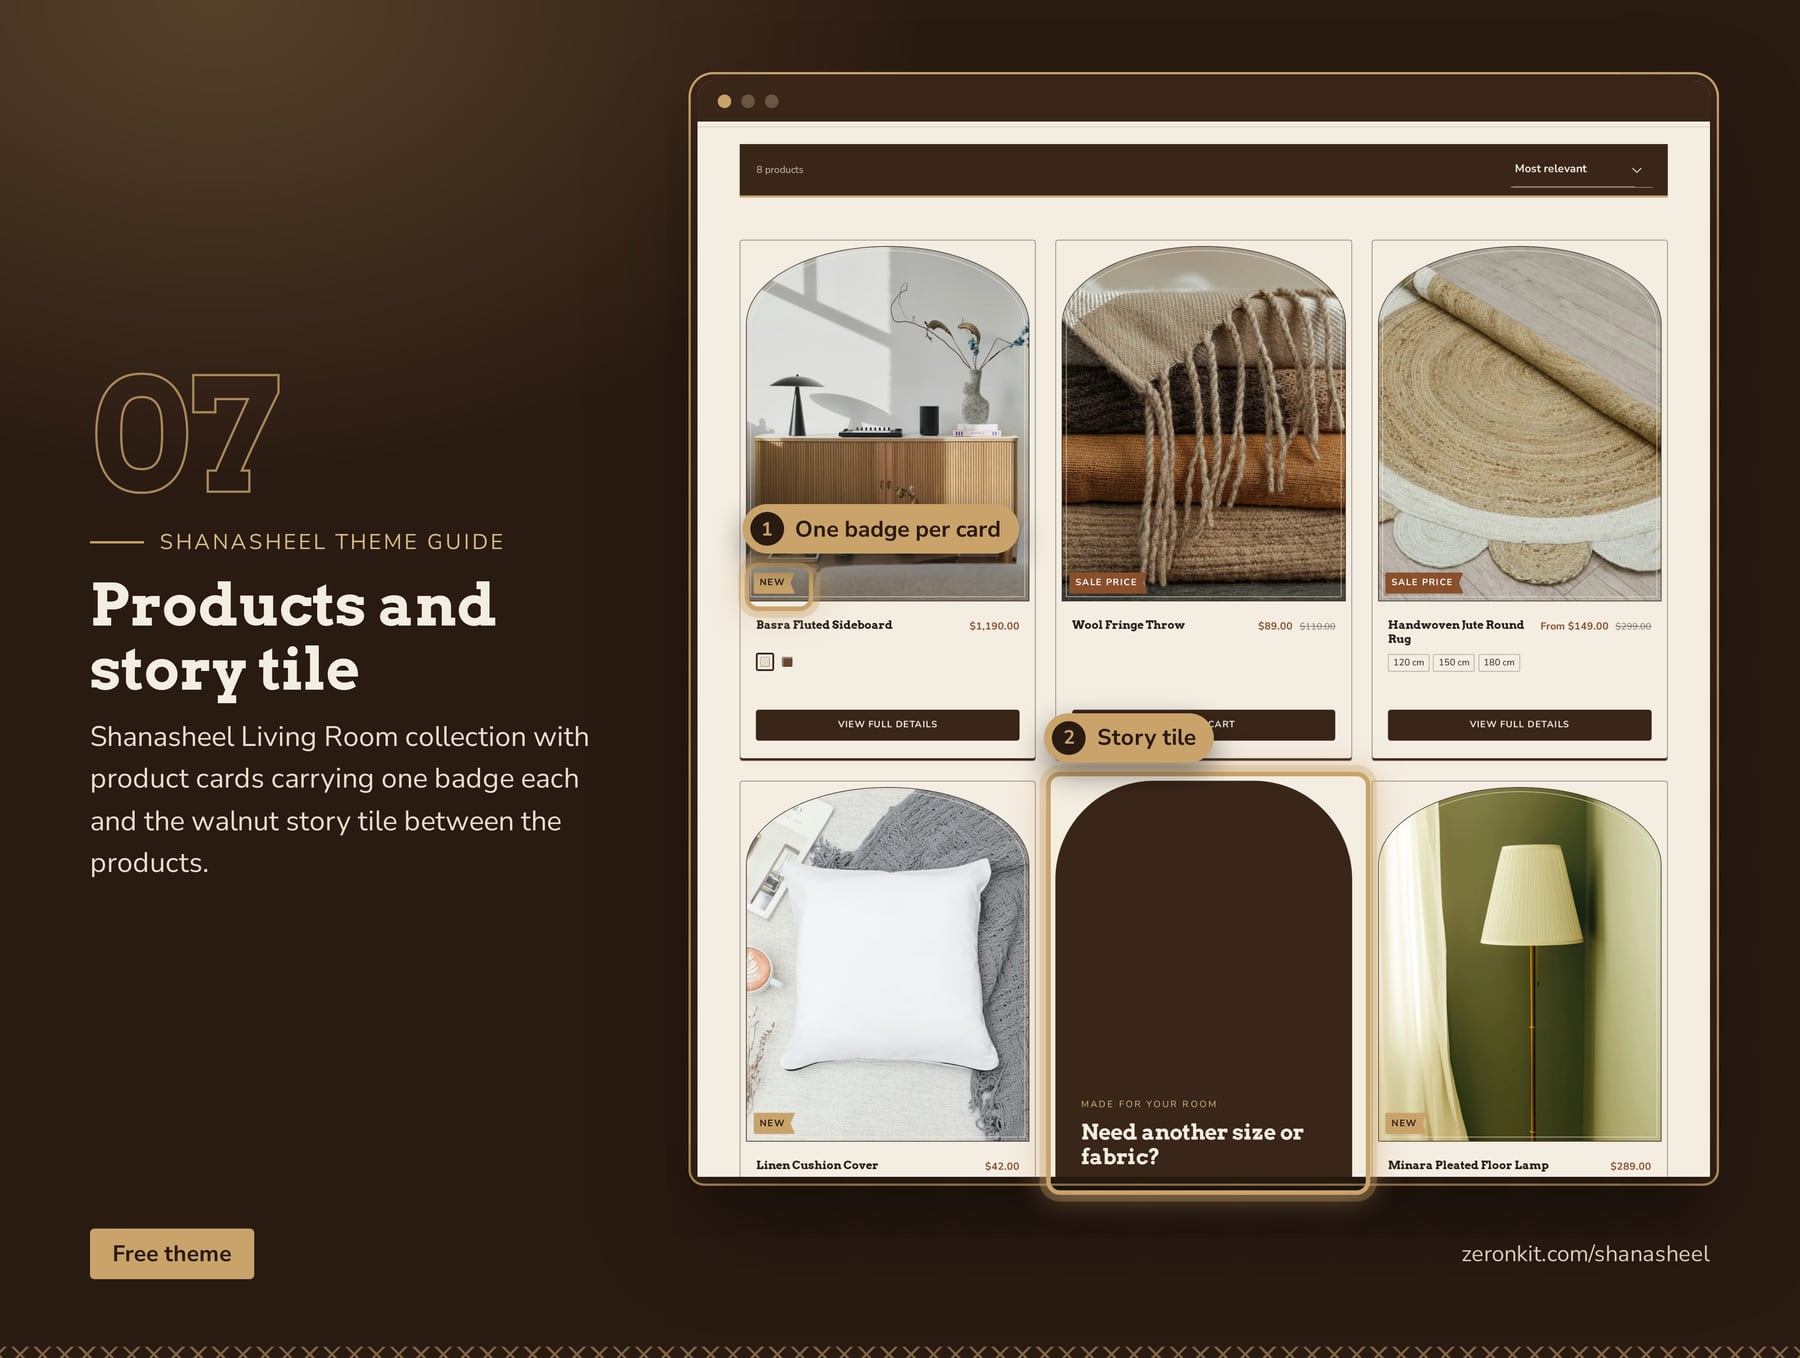 07
SHANASHEEL THEME GUIDE
Products and
story tile
Shanasheel Living Room collection with
product cards carrying one badge each
and the walnut story tile between the
products.
Free theme
8 products
Most relevant
1 One badge per card
NEW
SALE PRICE
SALE PRICE
Basra Fluted Sideboard $1,190.00
Wool Fringe Throw $89.00 $110.00
Handwoven Jute Round
Rug
From $149.00 $299.00
120 cm 150 cm 180 cm
VIEW FULL DETAILS
CART
VIEW FULL DETAILS
2 Story tile
NEW
MADE FOR YOUR ROOM
Need another size or
fabric?
NEW
Linen Cushion Cover $42.00
Minara Pleated Floor Lamp $289.00
zeronkit.com/shanasheel